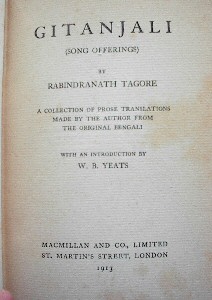 GITANJALI
(SONG OFFERINGS)
BY
RABINDRANATH TAGORE
A COLLECTION OF PROSE TRANSLATIONS
MADE BY THE AUTHOR FROM
THE ORIGINAL BENGALI
WITH AN INTRODUCTION BY
W. B. YEATS
MACMILLAN AND CO., LIMITED
ST. MARTIN'S STREET, LONDON
1913